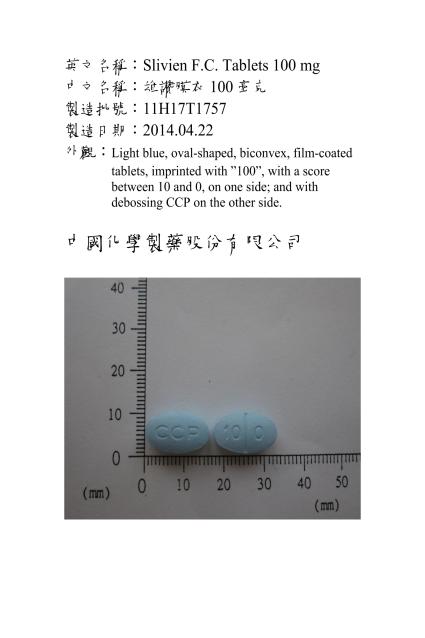 英文名稱：Slivien F.C. Tablets 100 mg
中文名稱：維讚膜衣 100 毫克
製造批號：11H17T1757
製造日期：2014.04.22
外觀：Light blue, oval-shaped, biconvex, film-coated
tablets, imprinted with ”100”, with a score
between 10 and 0, on one side; and with
debossing CCP on the other side.
中國化學製藥股份有限公司
40
30
20
10
0
CCP 10 0
0 10 20 30 40 50
(mm)
(mm)